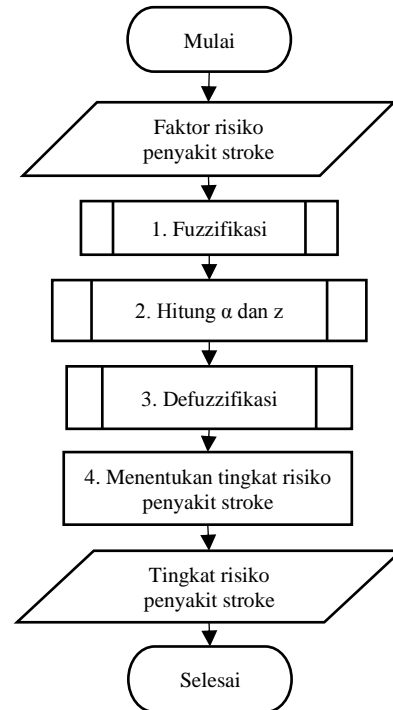 Mulai
Faktor risiko
penyakit stroke
1. Fuzzifikasi
2. Hitung α dan z
3. Defuzzifikasi
4. Menentukan tingkat risiko
penyakit stroke
Tingkat risiko
penyakit stroke
Selesai